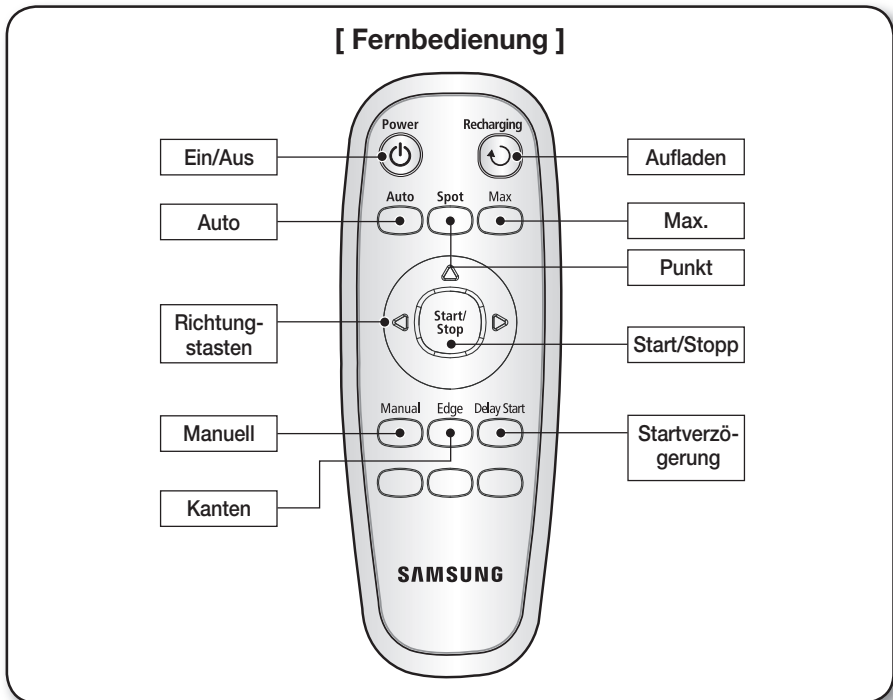 [ Fernbedienung ]
Power
Recharging
Ein/Aus
Aufladen
Auto
Spot
Max
Auto
Max.
Punkt
Richtung-
stasten
Start/
Stop
Start/Stopp
Manual
Edge
Delay Start
Manuell
Startverzö-
gerung
Kanten
SAMSUNG